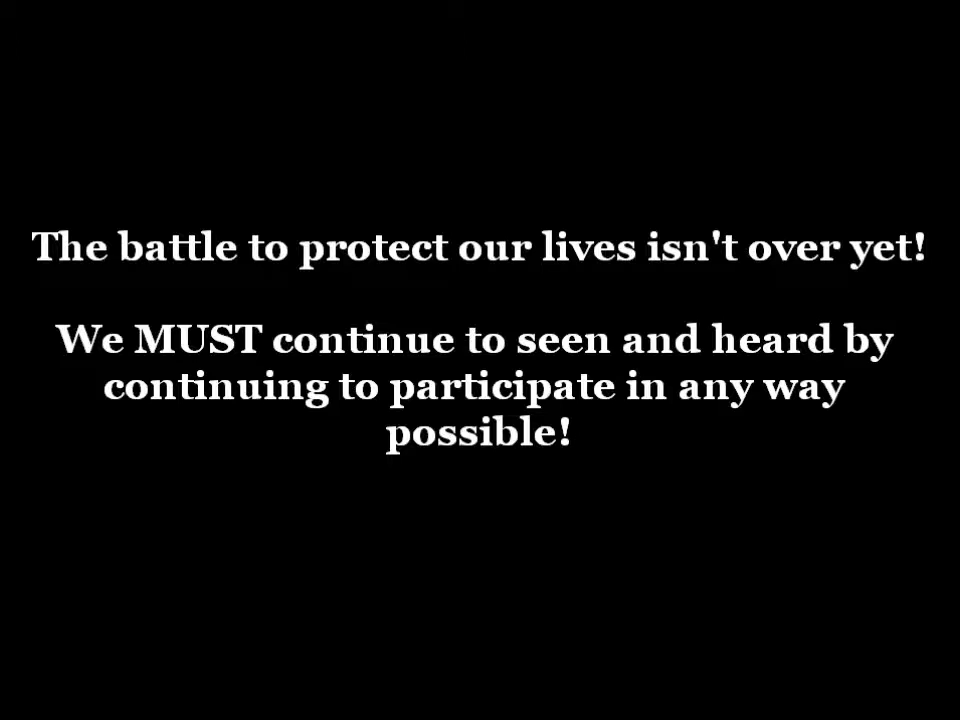 The battle to protect our lives isn't over yet!
We MUST continue to seen and heard by
continuing to participate in any way
possible!